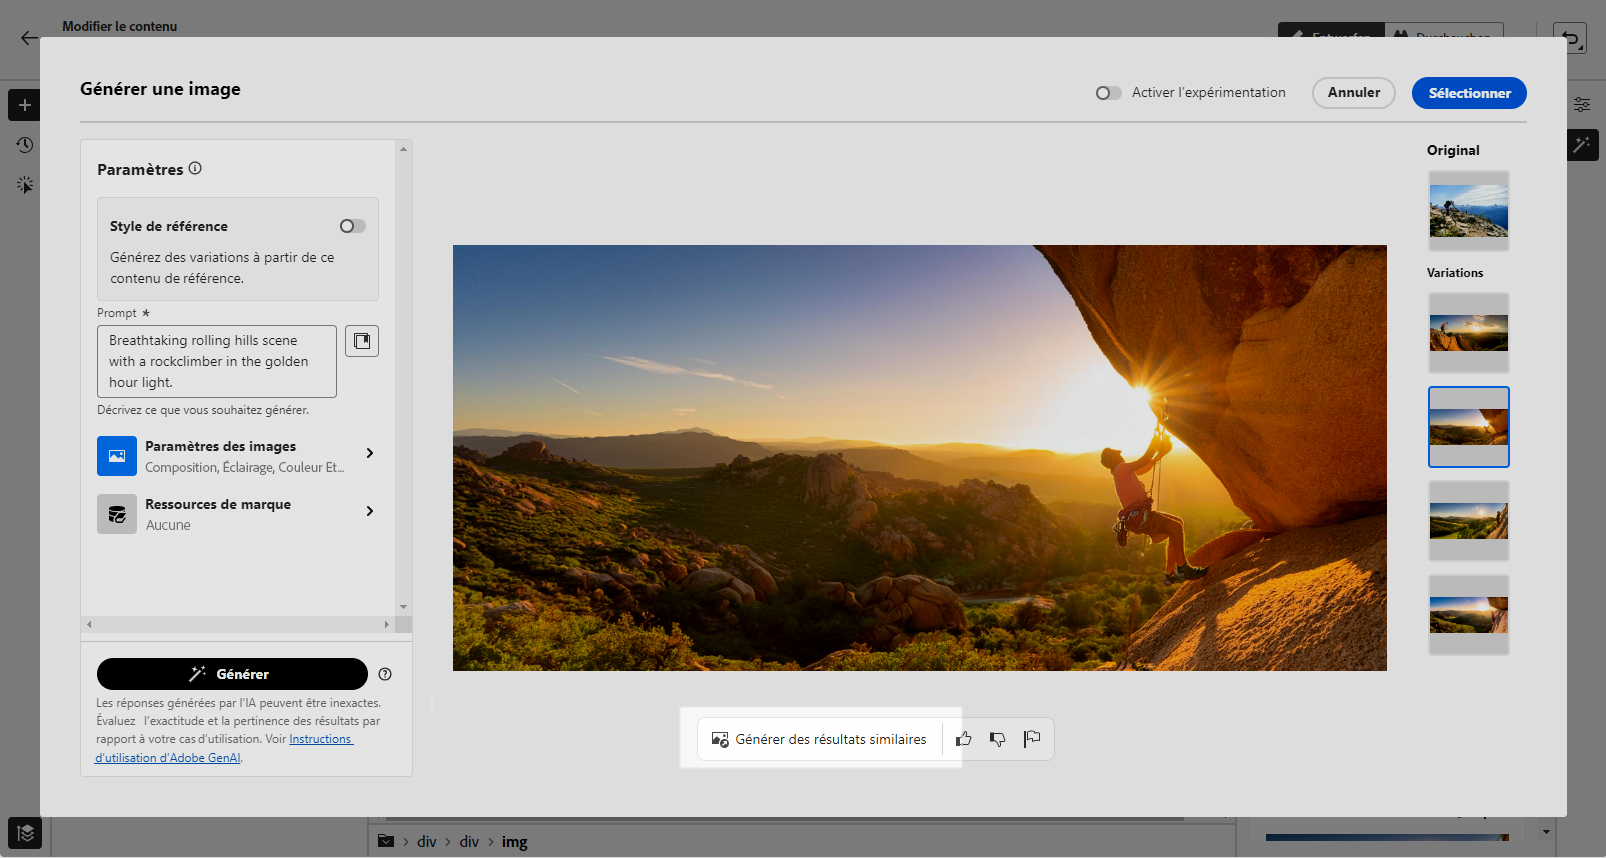 Modifier le contenu
Entwerfen
Durchsuchen
Générer une image
Activer l'expérimentation
Annuler
Sélectionner
Paramètres
Style de référence
Générez des variations à partir de ce
contenu de référence.
Prompt *
Breathtaking rolling hills scene
with a rockclimber in the golden
hour light.
Décrivez ce que vous souhaitez générer.
Paramètres des images
Composition, Éclairage, Couleur Et...
Ressources de marque
Aucune
Générer
Les réponses générées par l'IA peuvent être inexactes.
Évaluez l'exactitude et la pertinence des résultats par
rapport à votre cas d'utilisation. Voir Instructions
d'utilisation d'Adobe GenAI.
Générer des résultats similaires
Original
Variations
div > div > img